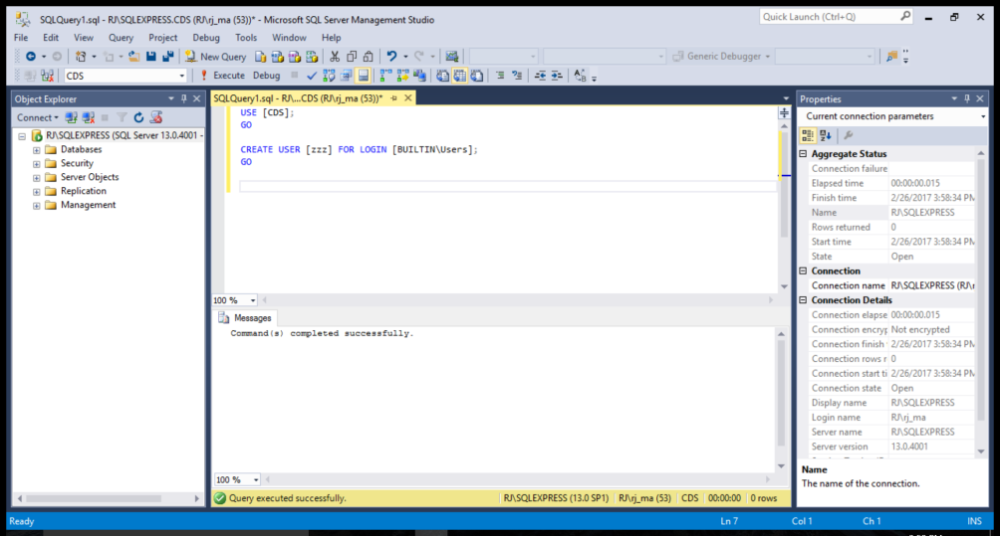 SQLQuery1.sql - RJ\SQLEXPRESS.CDS (RJ\rj_ma (53))* - Microsoft SQL Server Management Studio
Quick Launch (Ctrl+Q)
File Edit View Query Project Debug Tools Window Help
New Query
Generic Debugger
CDS
Execute Debug
Object Explorer
Connect
RJ\SQLEXPRESS (SQL Server 13.0.4001 -
Databases
Security
Server Objects
Replication
Management
SQLQuery1.sql - RJ\...CDS (RJ\rj_ma (53))*
USE [CDS];
GO
CREATE USER [zzz] FOR LOGIN [BUILTIN\Users];
GO
100 %
Messages
Command(s) completed successfully.
100 %
Query executed successfully.
RJ\SQLEXPRESS (13.0 SP1) RJ\rj_ma (53) CDS 00:00:00 0 rows
Properties
Current connection parameters
Aggregate Status
Connection failure
Elapsed time 00:00:00.015
Finish time 2/26/2017 3:58:34 PM
Name RJ\SQLEXPRESS
Rows returned 0
Start time 2/26/2017 3:58:34 PM
State Open
Connection
Connection name RJ\SQLEXPRESS (RJ\r
Connection Details
Connection elapse 00:00:00.015
Connection encryp Not encrypted
Connection finish 2/26/2017 3:58:34 PM
Connection rows r 0
Connection start ti 2/26/2017 3:58:34 PM
Connection state Open
Display name RJ\SQLEXPRESS
Login name RJ\rj_ma
Server name RJ\SQLEXPRESS
Server version 13.0.4001
Name
The name of the connection.
Ready
Ln 7 Col 1 Ch 1 INS